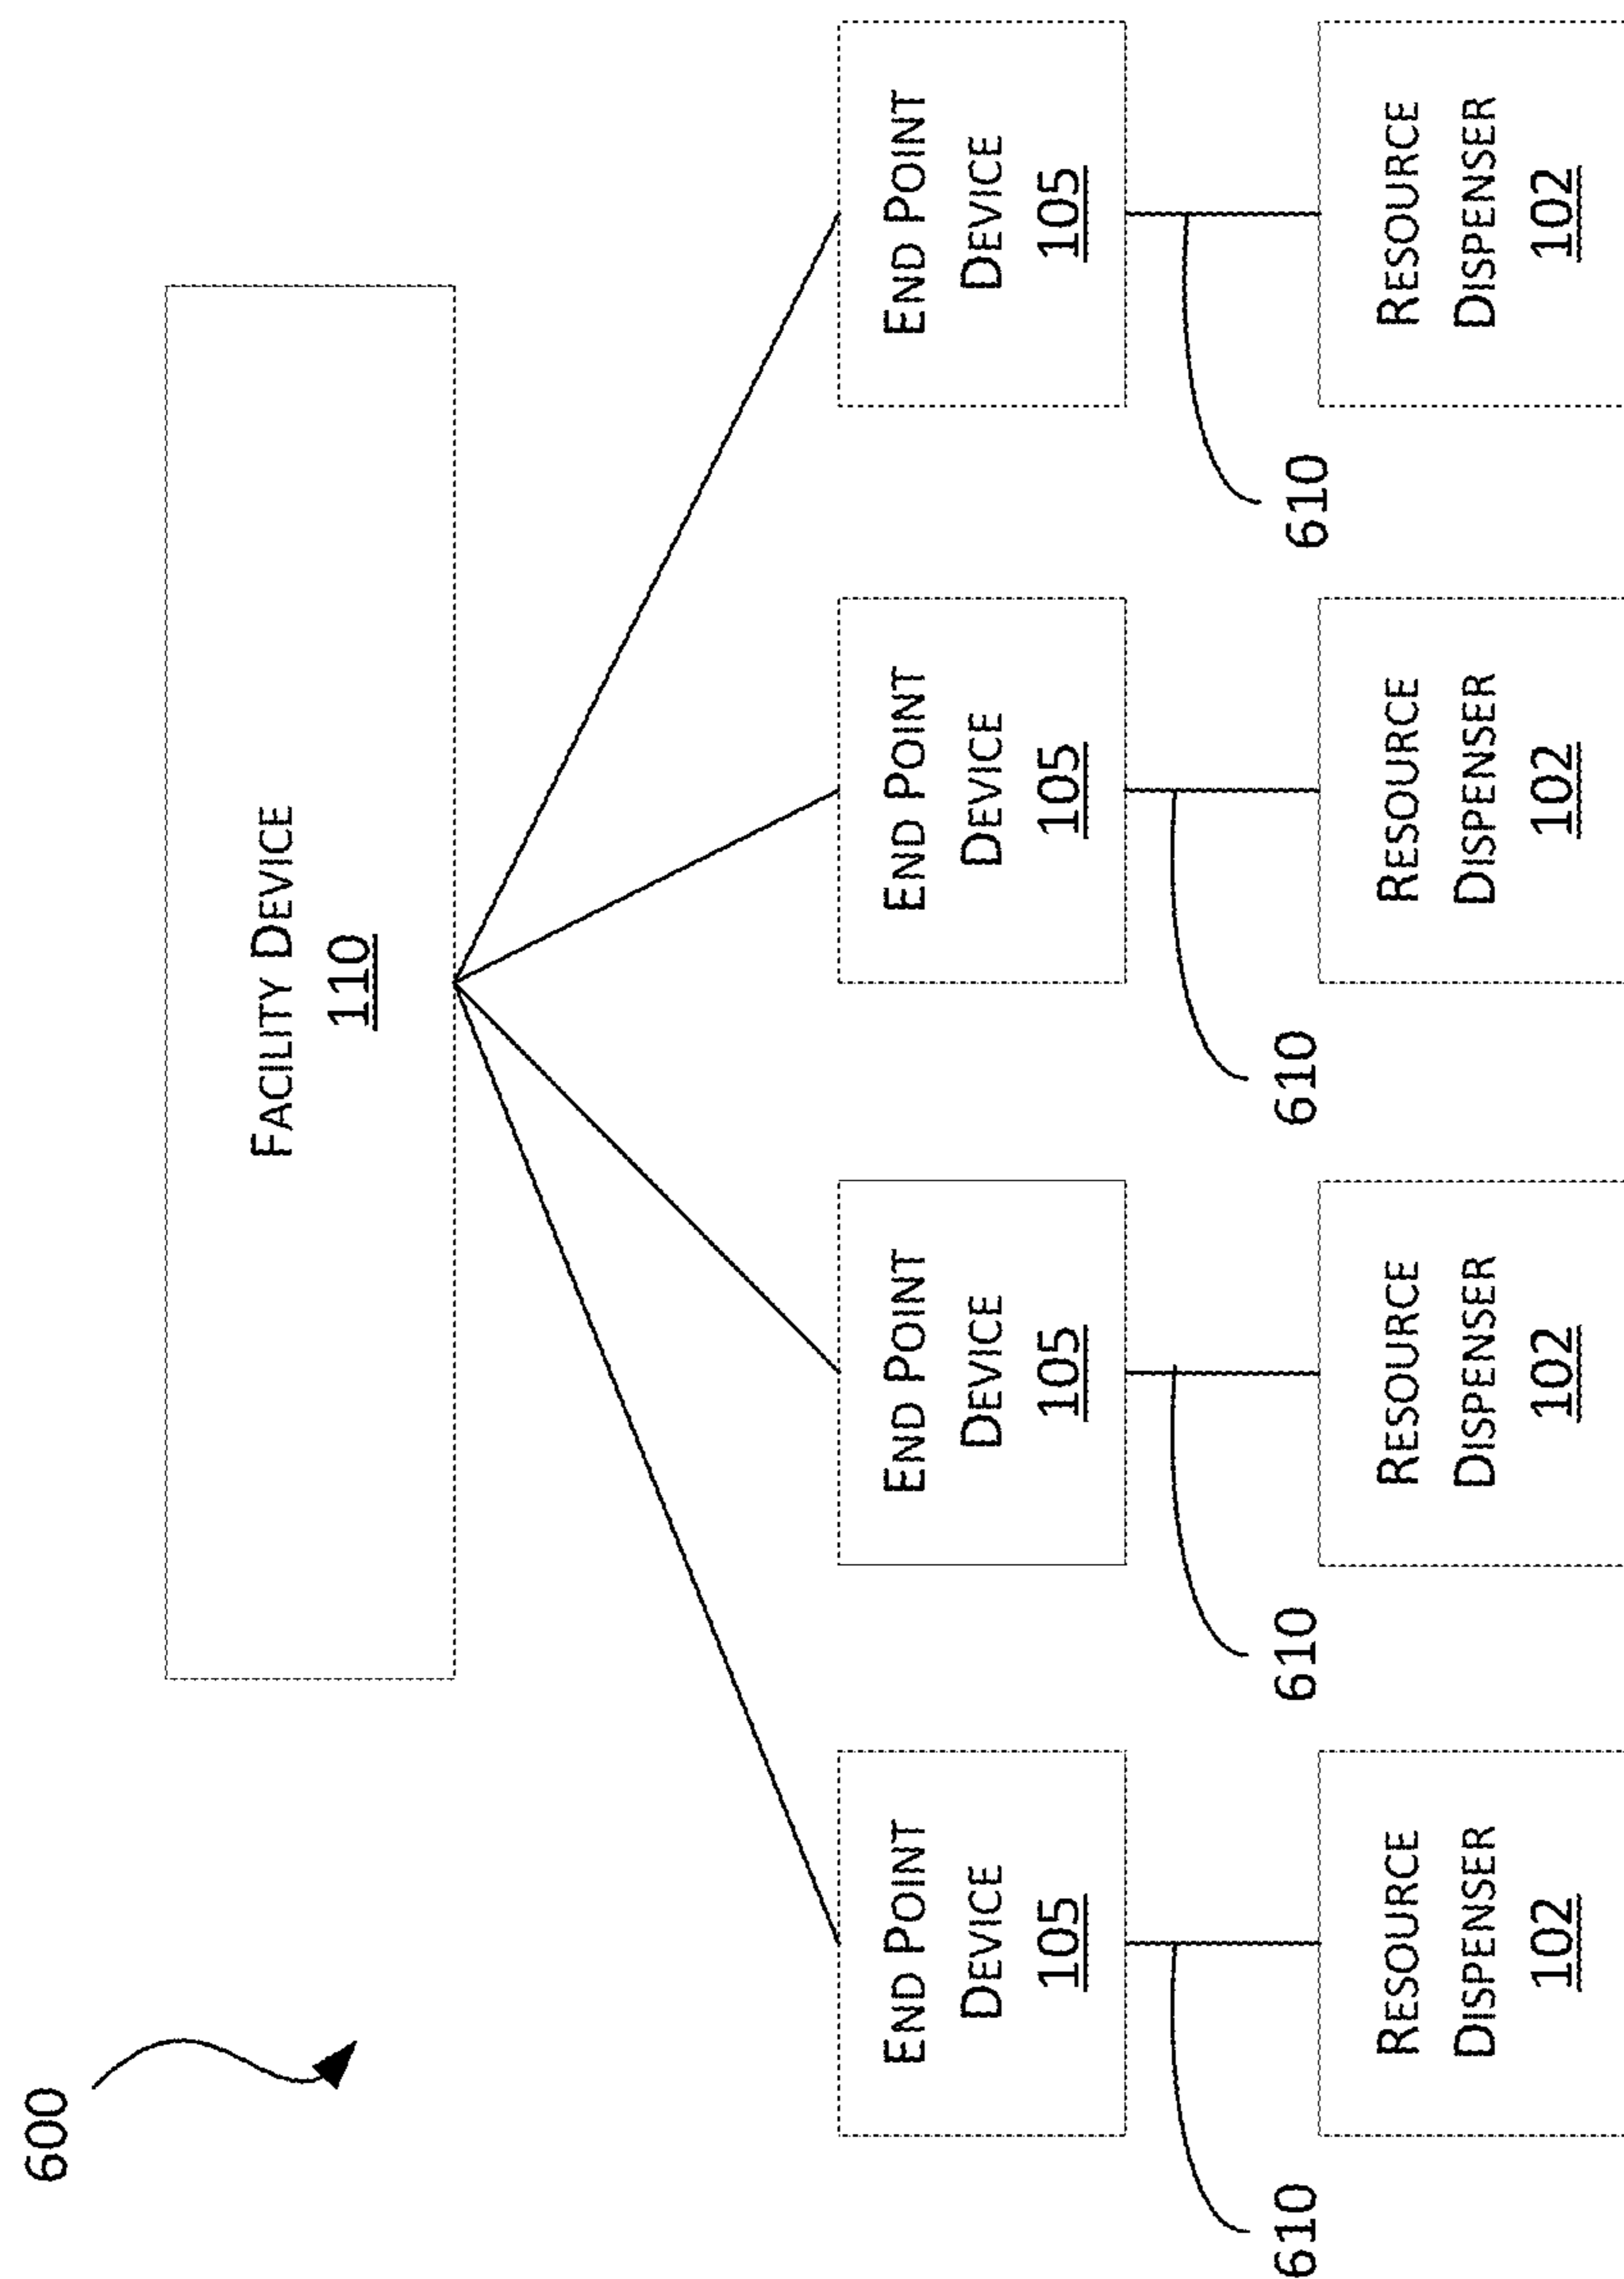 600
FACILITY DEVICE
110
END POINT
DEVICE
105
END POINT
DEVICE
105
END POINT
DEVICE
105
END POINT
DEVICE
105
610
610
610
610
RESOURCE
DISPENSER
102
RESOURCE
DISPENSER
102
RESOURCE
DISPENSER
102
RESOURCE
DISPENSER
102